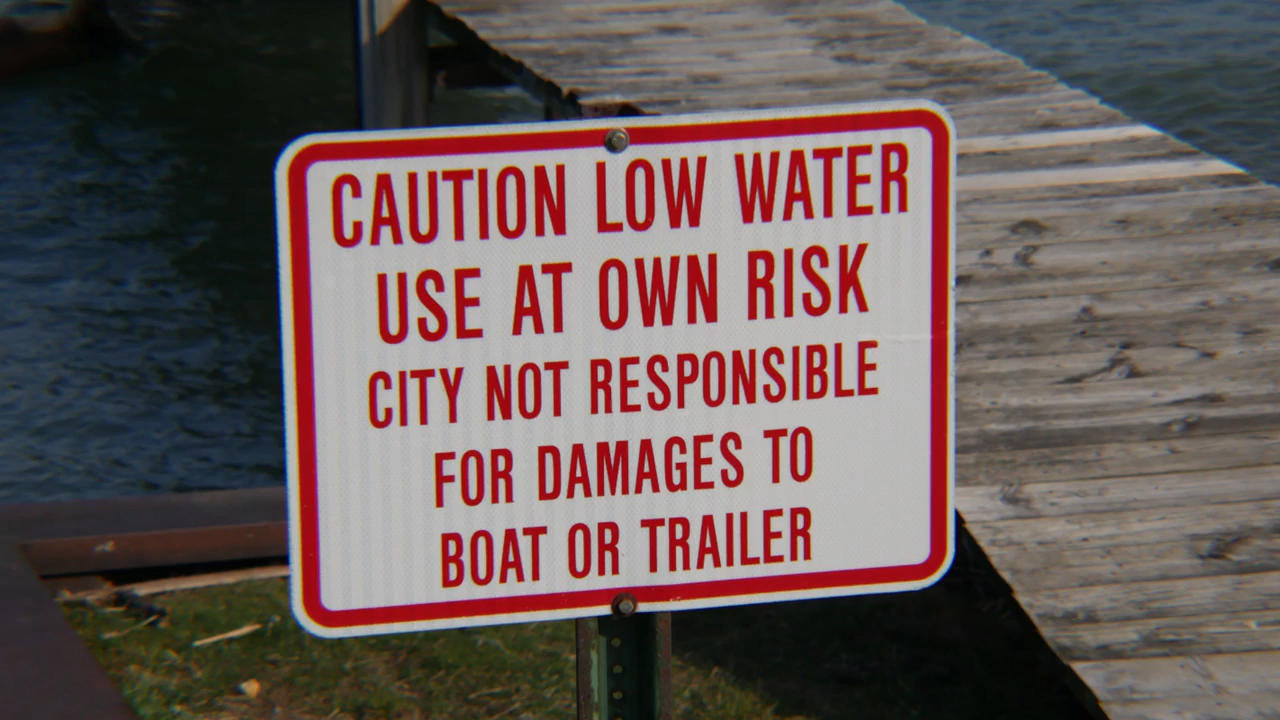 CAUTION LOW WATER
USE AT OWN RISK
CITY NOT RESPONSIBLE
FOR DAMAGES TO
BOAT OR TRAILER